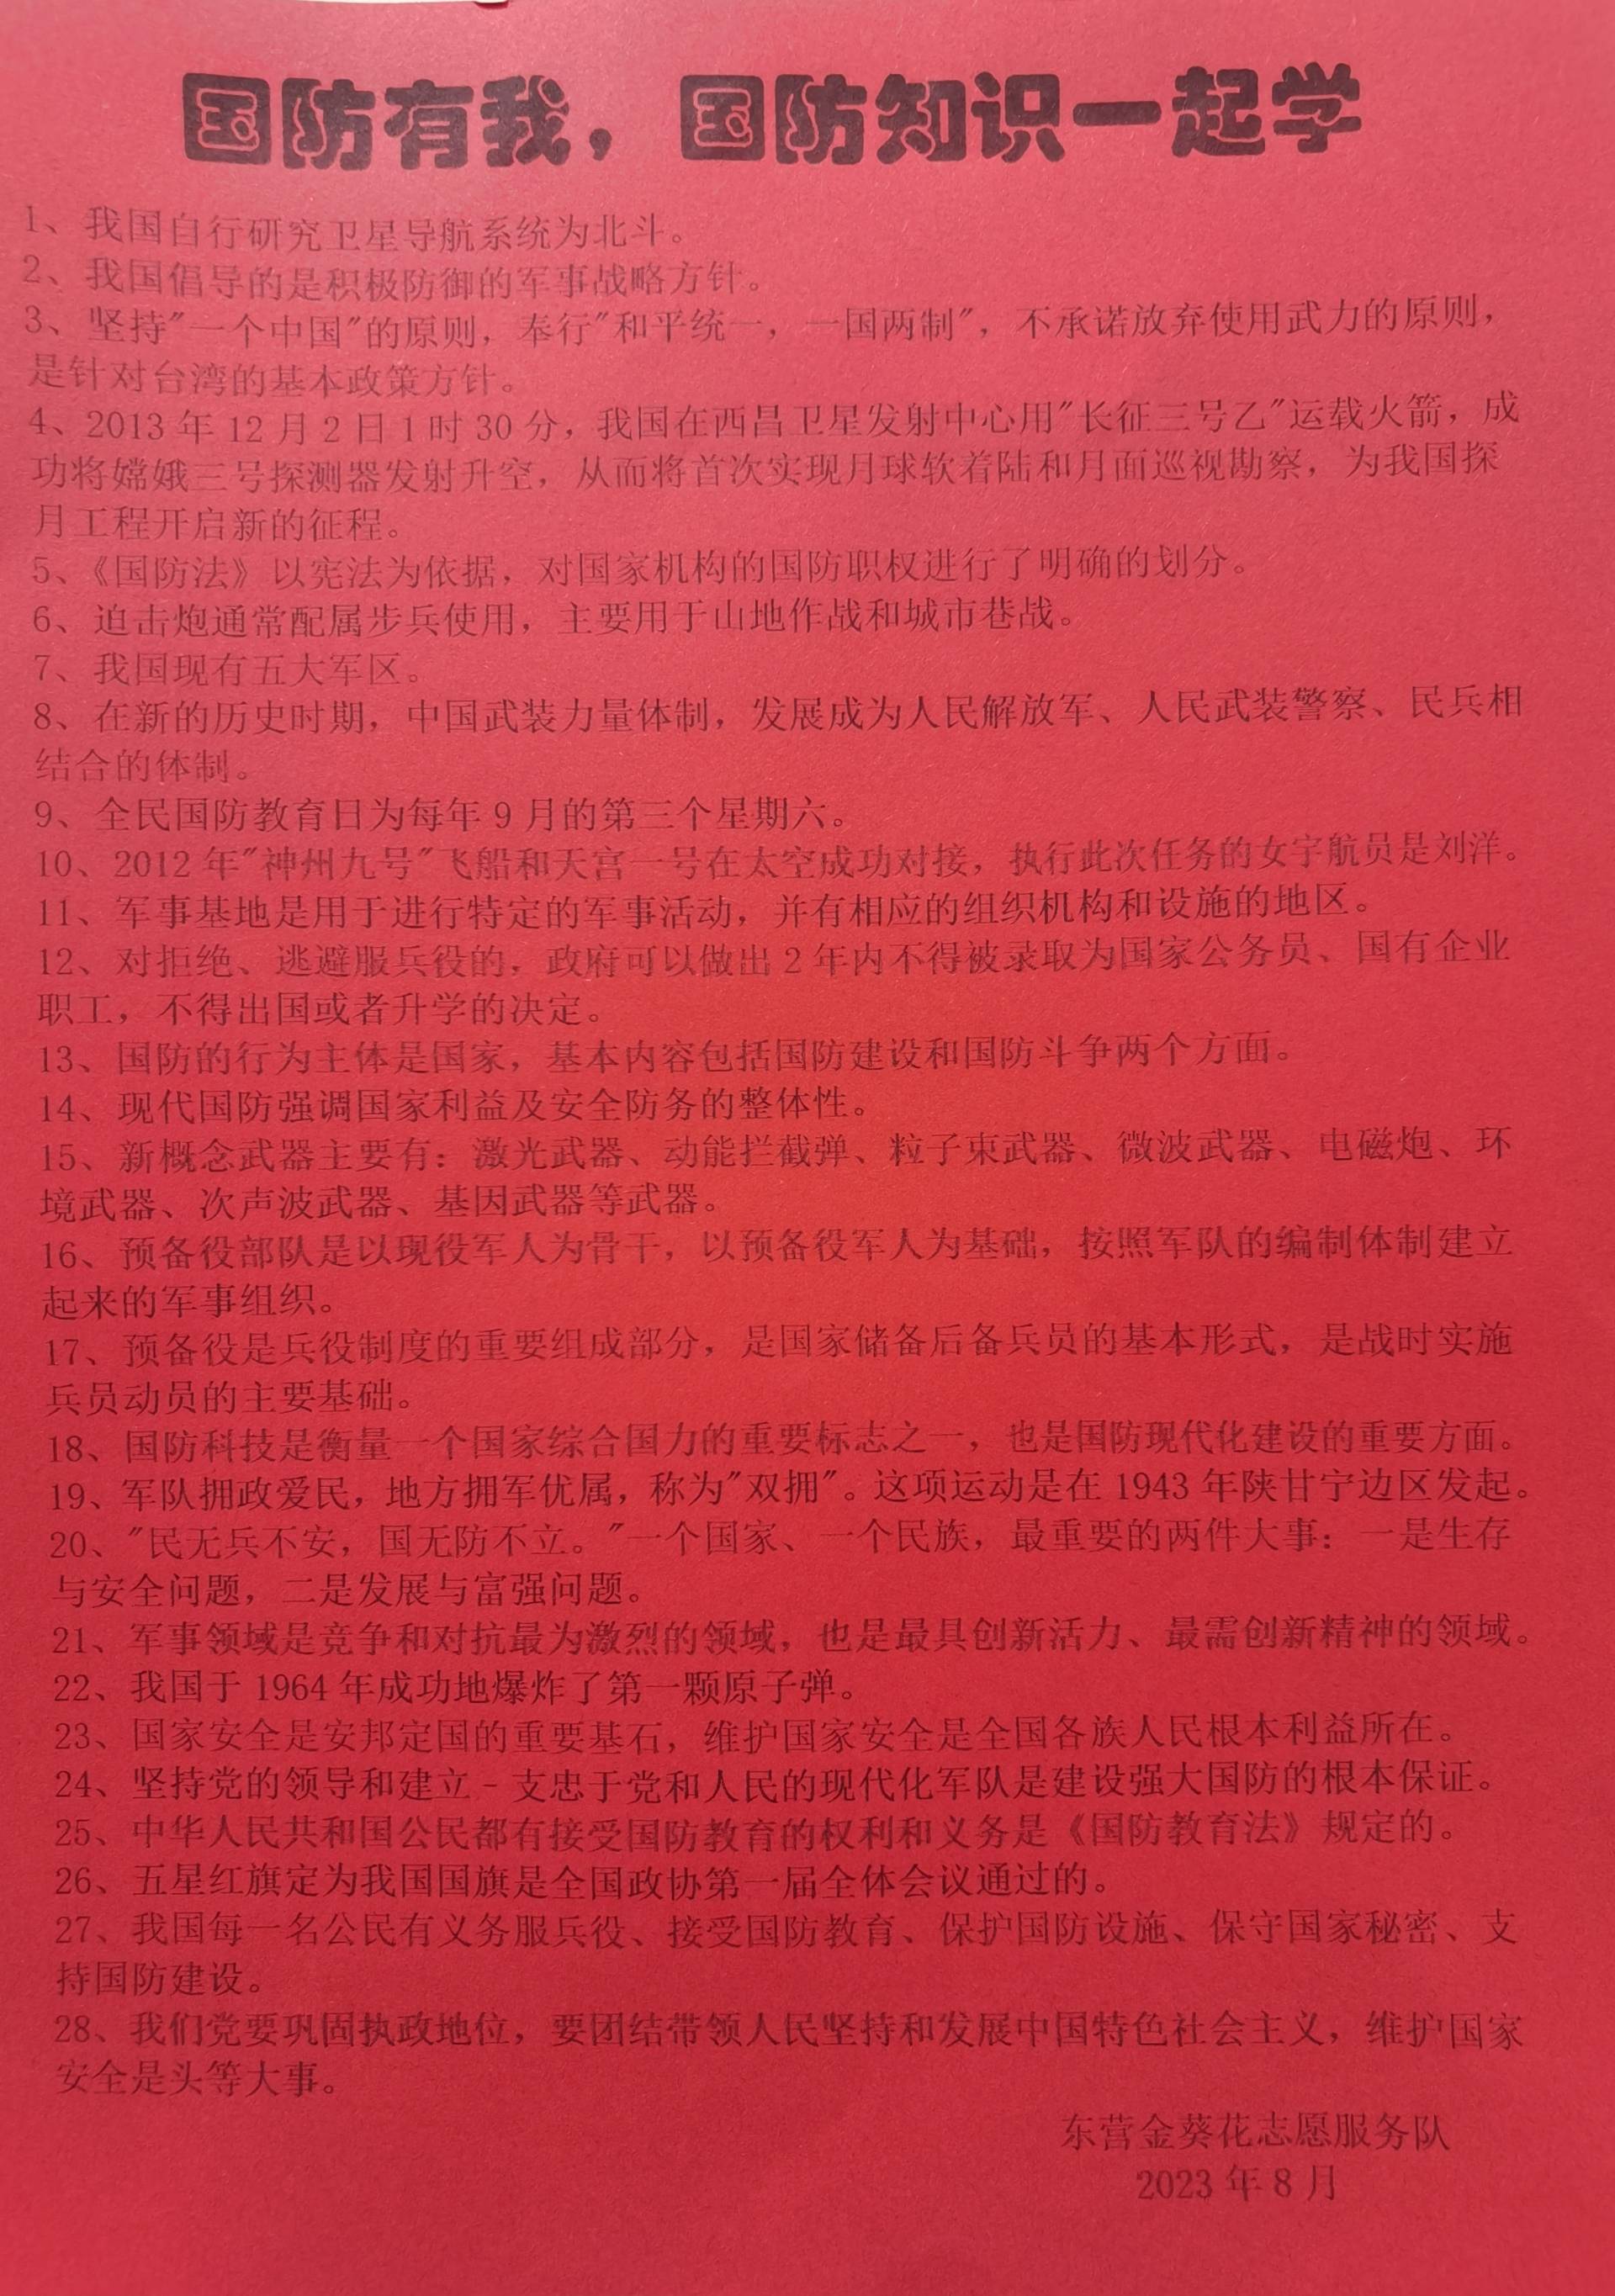 国防有我，国防知识一起学
1、我国自行研究卫星导航系统为北斗。
2、我国倡导的是积极防御的军事战略方针。
3、坚持"一个中国"的原则，奉行"和平统一，一国两制"，不承诺放弃使用武力的原则，
是针对台湾的基本政策方针。
4、2013年12月2日1时30分，我国在西昌卫星发射中心用"长征三号乙"运载火箭，成
功将嫦娥三号探测器发射升空，从而将首次实现月球软着陆和月面巡视勘察，为我国探
月工程开启新的征程。
5、《国防法》以宪法为依据，对国家机构的国防职权进行了明确的划分。
6、迫击炮通常配属步兵使用，主要用于山地作战和城市巷战。
7、我国现有五大军区。
8、在新的历史时期，中国武装力量体制，发展成为人民解放军、人民武装警察、民兵相
结合的体制。
9、全民国防教育日为每年9月的第三个星期六。
10、2012年"神州九号"飞船和天宫一号在太空成功对接，执行此次任务的女宇航员是刘洋。
11、军事基地是用于进行特定的军事活动，并有相应的组织机构和设施的地区。
12、对拒绝、逃避服兵役的，政府可以做出2年内不得被录取为国家公务员、国有企业
职工，不得出国或者升学的决定。
13、国防的行为主体是国家，基本内容包括国防建设和国防斗争两个方面。
14、现代国防强调国家利益及安全防务的整体性。
15、新概念武器主要有：激光武器、动能拦截弹、粒子束武器、微波武器、电磁炮、环
境武器、次声波武器、基因武器等武器。
16、预备役部队是以现役军人为骨干，以预备役军人为基础，按照军队的编制体制建立
起来的军事组织。
17、预备役是兵役制度的重要组成部分，是国家储备后备兵员的基本形式，是战时实施
兵员动员的主要基础。
18、国防科技是衡量一个国家综合国力的重要标志之一，也是国防现代化建设的重要方面。
19、军队拥政爱民，地方拥军优属，称为"双拥"。这项运动是在1943年陕甘宁边区发起。
20、"民无兵不安，国无防不立。"一个国家、一个民族，最重要的两件大事：一是生存
与安全问题，二是发展与富强问题。
21、军事领域是竞争和对抗最为激烈的领域，也是最具创新活力、最需创新精神的领域。
22、我国于1964年成功地爆炸了第一颗原子弹。
23、国家安全是安邦定国的重要基石，维护国家安全是全国各族人民根本利益所在。
24、坚持党的领导和建立-支忠于党和人民的现代化军队是建设强大国防的根本保证。
25、中华人民共和国公民都有接受国防教育的权利和义务是《国防教育法》规定的。
26、五星红旗定为我国国旗是全国政协第一届全体会议通过的。
27、我国每一名公民有义务服兵役、接受国防教育、保护国防设施、保守国家秘密、支
持国防建设。
28、我们党要巩固执政地位，要团结带领人民坚持和发展中国特色社会主义，维护国家
安全是头等大事。
东营金葵花志愿服务队
2023年8月